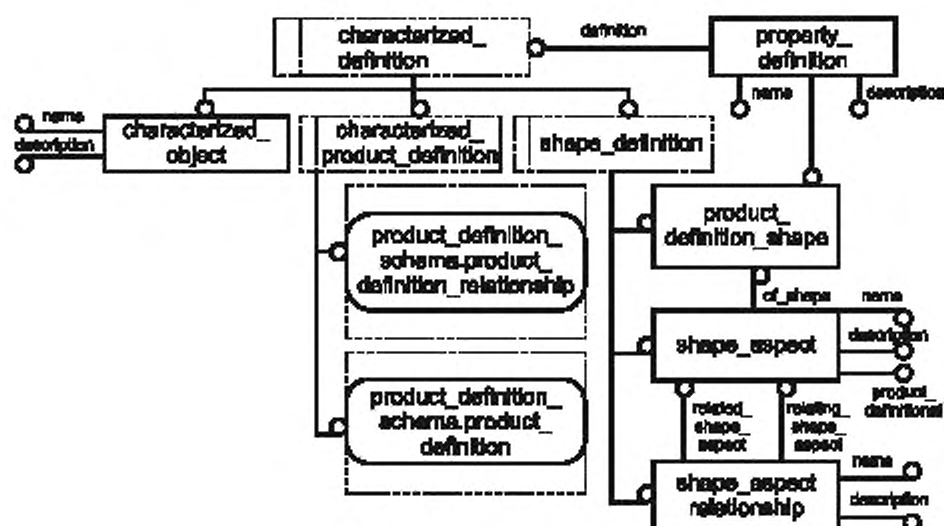 characterized_
definition
definition
property_
definition
name
description
name
description
characterized_
object
characterized_
product_definition
shape_definition
product_definition_
schema.product_
definition_relationship
product_
definition_shape
of_shape
name
description
shape_aspect
product_
definitional
product_definition_
schema.product_
definition
related_
shape_
aspect
relating_
shape_
aspect
name
shape_aspect
relationship
description